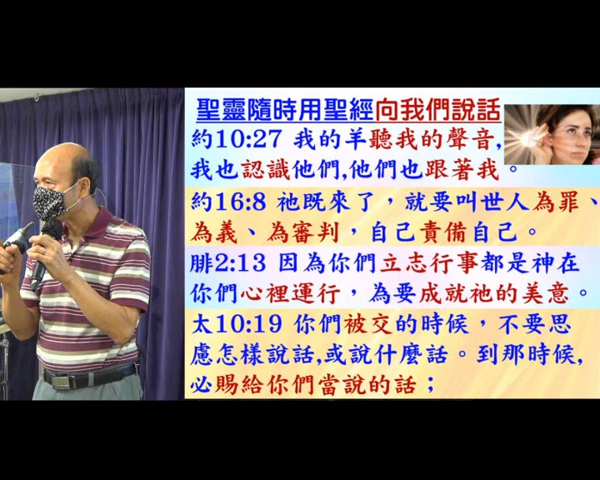 聖靈隨時用聖經向我們說話
約10:27 我的羊聽我的聲音,
我也認識他們,他們也跟著我。
約16:8 祂既來了，就要叫世人為罪、
為義、為審判，自己責備自己。
腓2:13 因為你們立志行事都是神在
你們心裡運行，為要成就祂的美意。
太10:19 你們被交的時候，不要思
慮怎樣說話,或說什麼話。到那時候,
必賜給你們當說的話；